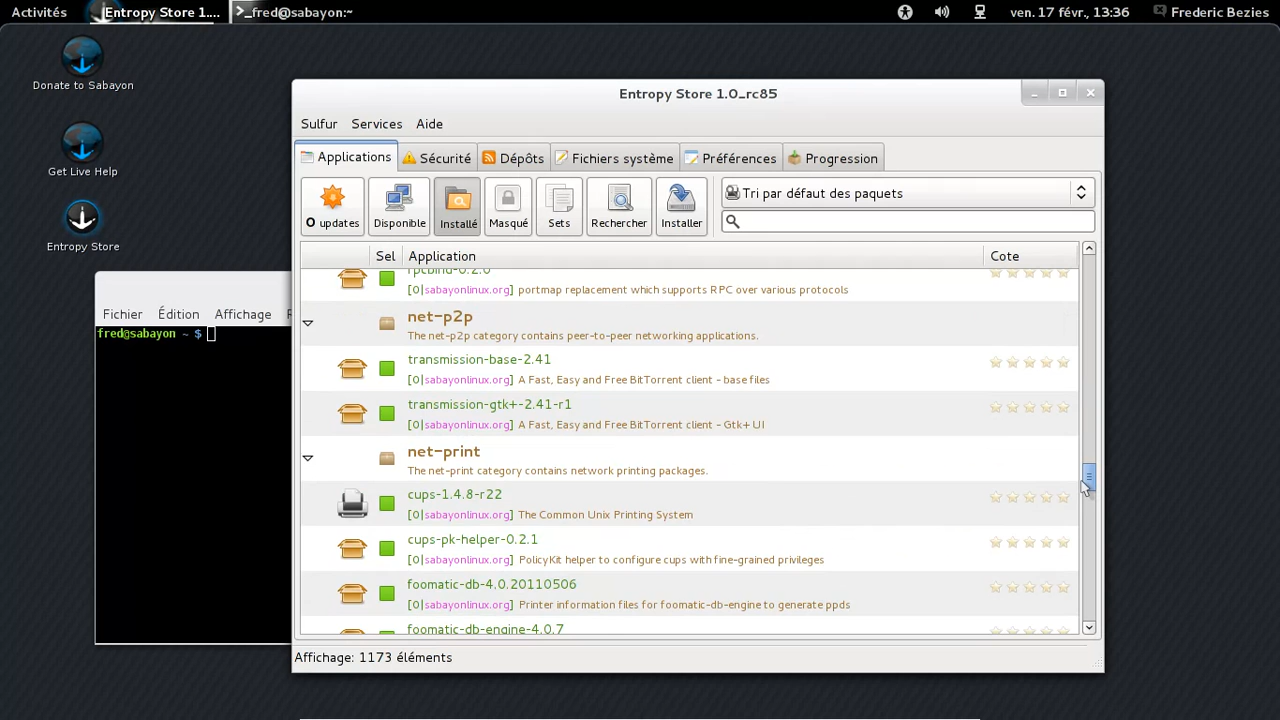 Activités
Entropy Store 1....
fred@sabayon:~
ven. 17 févr., 13:36
Frederic Bezies
Donate to Sabayon
Get Live Help
Entropy Store
Fichier Édition Affichage
fred@sabayon ~ $
Entropy Store 1.0_rc85
Sulfur Services Aide
Applications Sécurité Dépôts Fichiers système Préférences Progression
0 updates Disponible Installé Masqué Sets Rechercher Installer
Tri par défaut des paquets
Sel Application Cote
rpcbind-0.2.0
[0|sabayonlinux.org] portmap replacement which supports RPC over various protocols
net-p2p
The net-p2p category contains peer-to-peer networking applications.
transmission-base-2.41
[0|sabayonlinux.org] A Fast, Easy and Free BitTorrent client - base files
transmission-gtk+-2.41-r1
[0|sabayonlinux.org] A Fast, Easy and Free BitTorrent client - Gtk+ UI
net-print
The net-print category contains network printing packages.
cups-1.4.8-r22
[0|sabayonlinux.org] The Common Unix Printing System
cups-pk-helper-0.2.1
[0|sabayonlinux.org] PolicyKit helper to configure cups with fine-grained privileges
foomatic-db-4.0.20110506
[0|sabayonlinux.org] Printer information files for foomatic-db-engine to generate ppds
foomatic-db-engine-4.0.7
Affichage: 1173 éléments